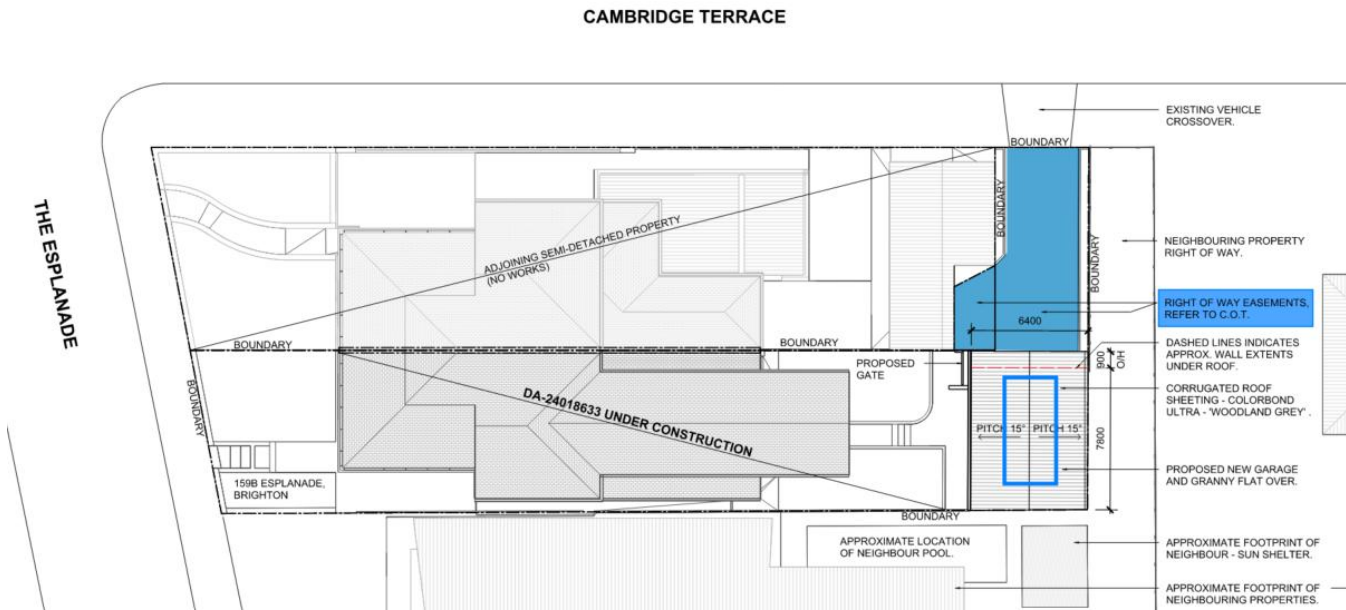 CAMBRIDGE TERRACE
EXISTING VEHICLE
CROSSOVER.
BOUNDARY
BOUNDARY
BOUNDARY
THE ESPLANADE
ADJOINING SEMI-DETACHED PROPERTY
(NO WORKS)
NEIGHBOURING PROPERTY
RIGHT OF WAY.
RIGHT OF WAY EASEMENTS,
REFER TO C.O.T.
6400
BOUNDARY
BOUNDARY
PROPOSED
GATE
900
O/H
DASHED LINES INDICATES
APPROX. WALL EXTENTS
UNDER ROOF.
BOUNDARY
DA-24018633 UNDER CONSTRUCTION
CORRUGATED ROOF
SHEETING - COLORBOND
ULTRA - 'WOODLAND GREY' .
PITCH 15°
PITCH 15°
7800
159B ESPLANADE,
BRIGHTON
PROPOSED NEW GARAGE
AND GRANNY FLAT OVER.
BOUNDARY
APPROXIMATE LOCATION
OF NEIGHBOUR POOL.
APPROXIMATE FOOTPRINT OF
NEIGHBOUR - SUN SHELTER.
APPROXIMATE FOOTPRINT OF
NEIGHBOURING PROPERTIES.